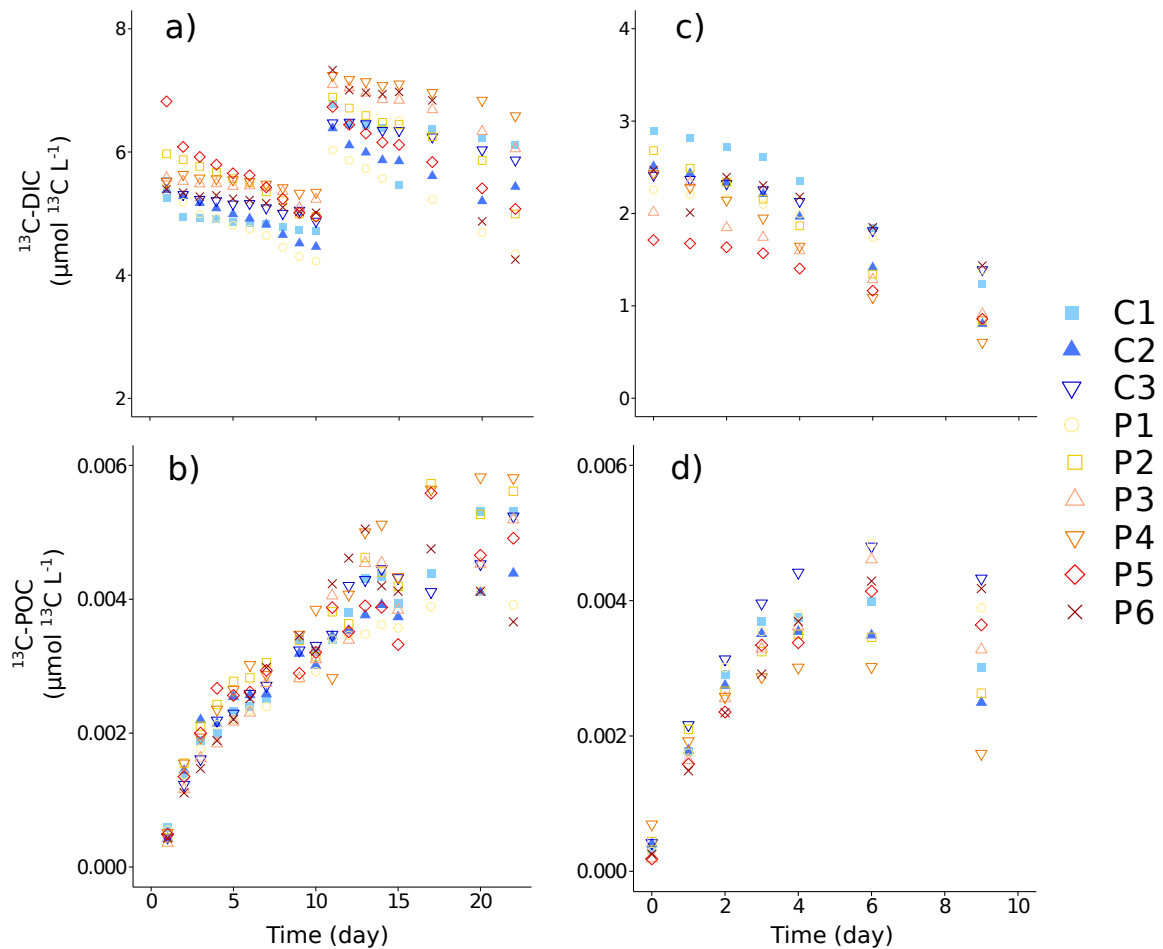 a)
c)
8
6
4
2
4
3
2
1
0
¹³C-DIC
(µmol ¹³C L⁻¹)
C1
C2
C3
P1
P2
P3
P4
P5
P6
b)
d)
0.006
0.004
0.002
0.000
0.006
0.004
0.002
0.000
¹³C-POC
(µmol ¹³C L⁻¹)
0 5 10 15 20
0 2 4 6 8 10
Time (day)
Time (day)